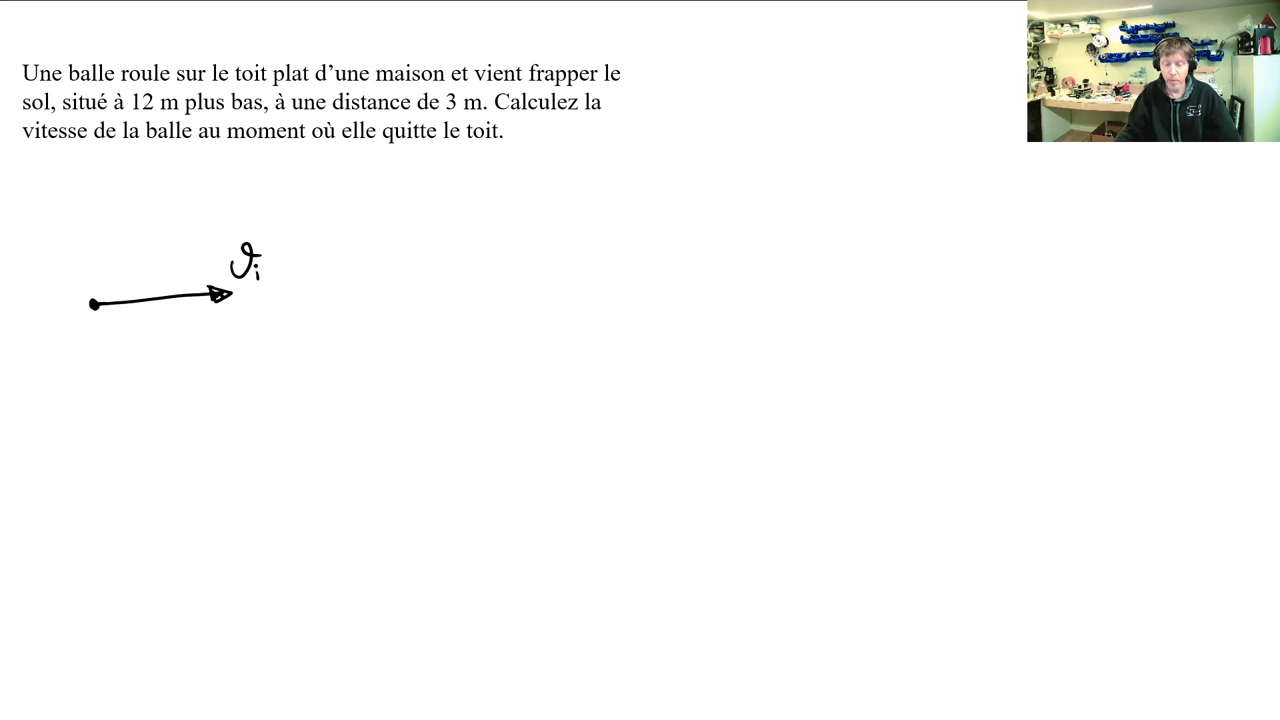 Une balle roule sur le toit plat d’une maison et vient frapper le
sol, situé à 12 m plus bas, à une distance de 3 m. Calculez la
vitesse de la balle au moment où elle quitte le toit.
ϑi